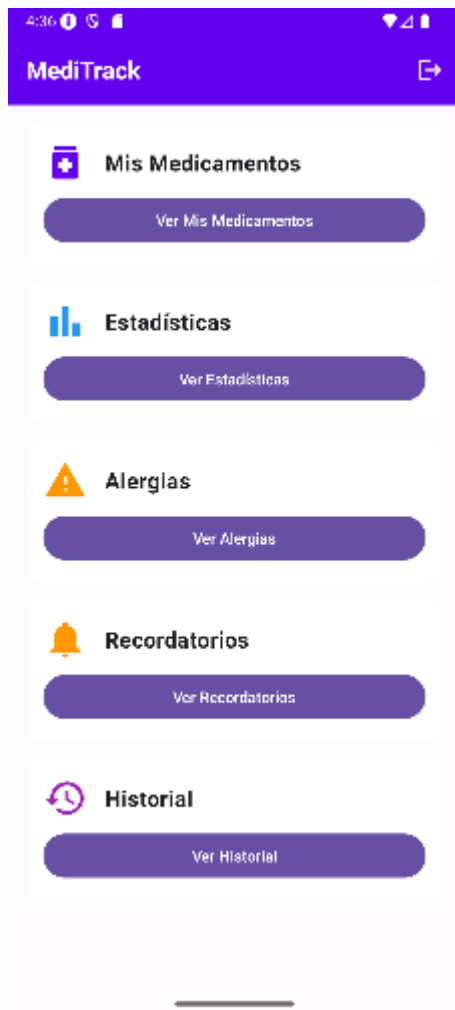 4:36
MediTrack
Mis Medicamentos
Ver Mis Medicamentos
Estadísticas
Ver Estadísticas
Alergias
Ver Alergias
Recordatorios
Ver Recordatorios
Historial
Ver Historial